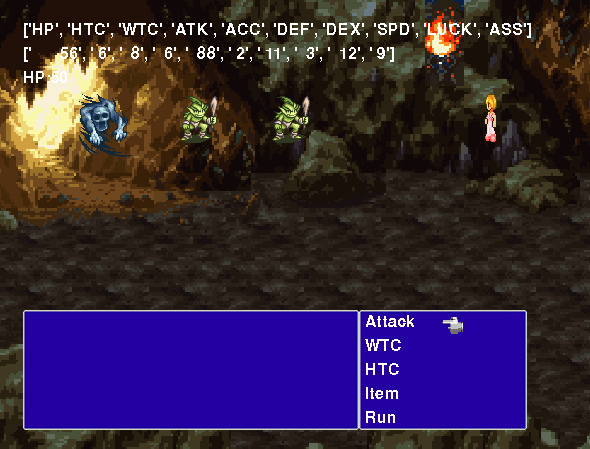 ['HP', 'HTC', 'WTC', 'ATK', 'ACC', 'DEF', 'DEX', 'SPD', 'LUCK', 'ASS']
['    56', ' 6', '  8', ' 6', '  88', ' 2', ' 11', '  3', '  12', ' 9']
HP:50
Attack
WTC
HTC
Item
Run